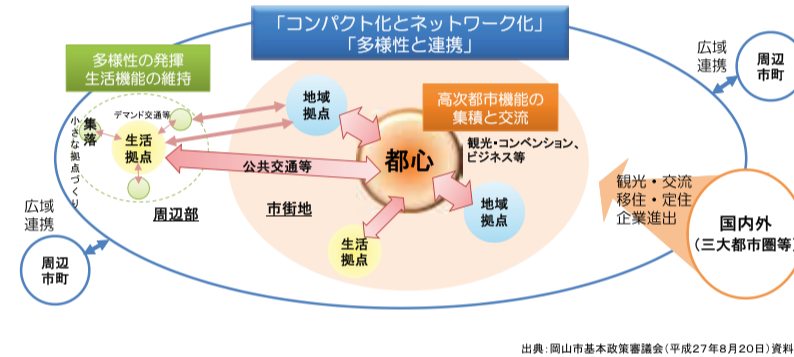 「コンパクト化とネットワーク化」
「多様性と連携」
多様性の発揮
生活機能の維持
広域
連携
周辺
市町
地域
拠点
高次都市機能の
集積と交流
デマンド交通等
集落
小さな拠点づくり
生活
拠点
都心
観光・コンベンション、
ビジネス等
公共交通等
観光・交流
移住・定住
企業進出
国内外
(三大都市圏等)
周辺部
市街地
地域
拠点
生活
拠点
広域
連携
周辺
市町
出典:岡山市基本政策審議会(平成27年8月20日)資料